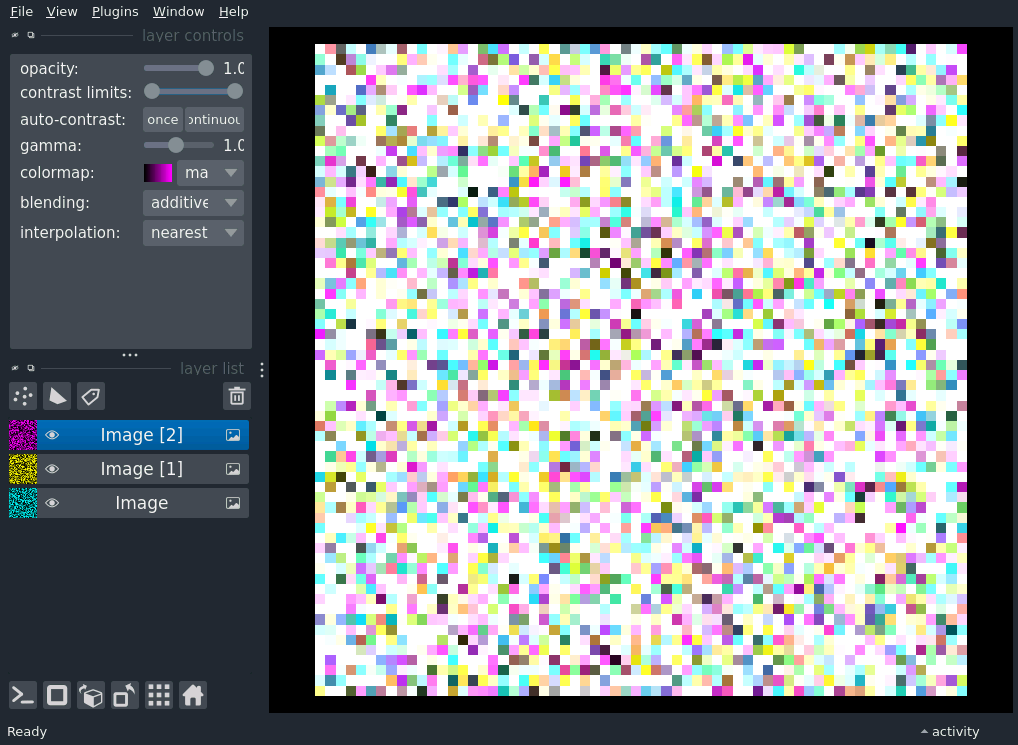 File View Plugins Window Help
layer controls
opacity: 1.0
contrast limits:
auto-contrast: once ontinuou
gamma: 1.0
colormap: ma
blending: additive
interpolation: nearest
layer list
Image [2]
Image [1]
Image
Ready activity